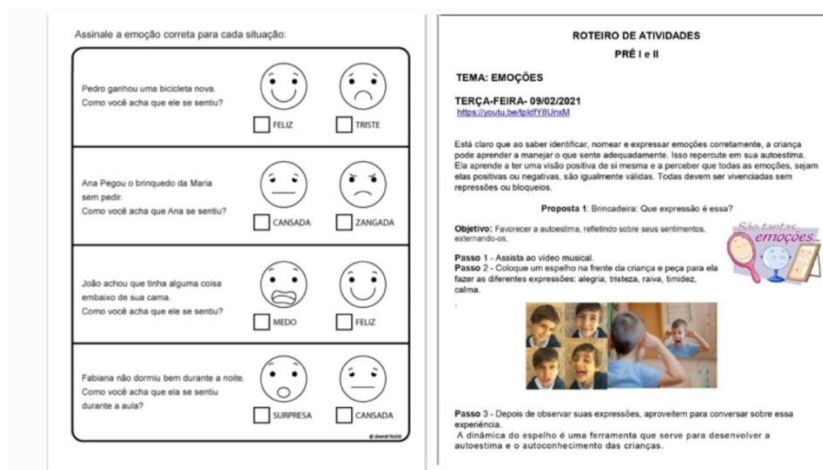 Assinale a emoção correta para cada situação:
Pedro ganhou uma bicicleta nova.
Como você acha que ele se sentiu?
FELIZ
TRISTE
Ana Pegou o brinquedo da Maria
sem pedir.
Como você acha que Ana se sentiu?
CANSADA
ZANGADA
João achou que tinha alguma coisa
embaixo de sua cama.
Como você acha que ele se sentiu?
MEDO
FELIZ
Fabiana não dormiu bem durante a noite.
Como você acha que ela se sentiu
durante a aula?
SURPRESA
CANSADA
ROTEIRO DE ATIVIDADES
PRÉ I e II
TEMA: EMOÇÕES
TERÇA-FEIRA- 09/02/2021
Está claro que ao saber identificar, nomear e expressar emoções corretamente, a criança
pode aprender a manejar o que sente adequadamente. Isso repercute em sua autoestima.
Ela aprende a ter uma visão positiva de si mesma e a perceber que todas as emoções, sejam
elas positivas ou negativas, são igualmente válidas. Todas devem ser vivenciadas sem
repressões ou bloqueios.
Proposta 1: Brincadeira: Que expressão é essa?
Objetivo: Favorecer a autoestima, refletindo sobre seus sentimentos,
externando-os.
São tantas
emoções...
Passo 1 - Assista ao vídeo musical.
Passo 2 - Coloque um espelho na frente da criança e peça para ela
fazer as diferentes expressões: alegria, tristeza, raiva, timidez,
calma.
Passo 3 - Depois de observar suas expressões, aproveitem para conversar sobre essa
experiência.
A dinâmica do espelho é uma ferramenta que serve para desenvolver a
autoestima e o autoconhecimento das crianças.